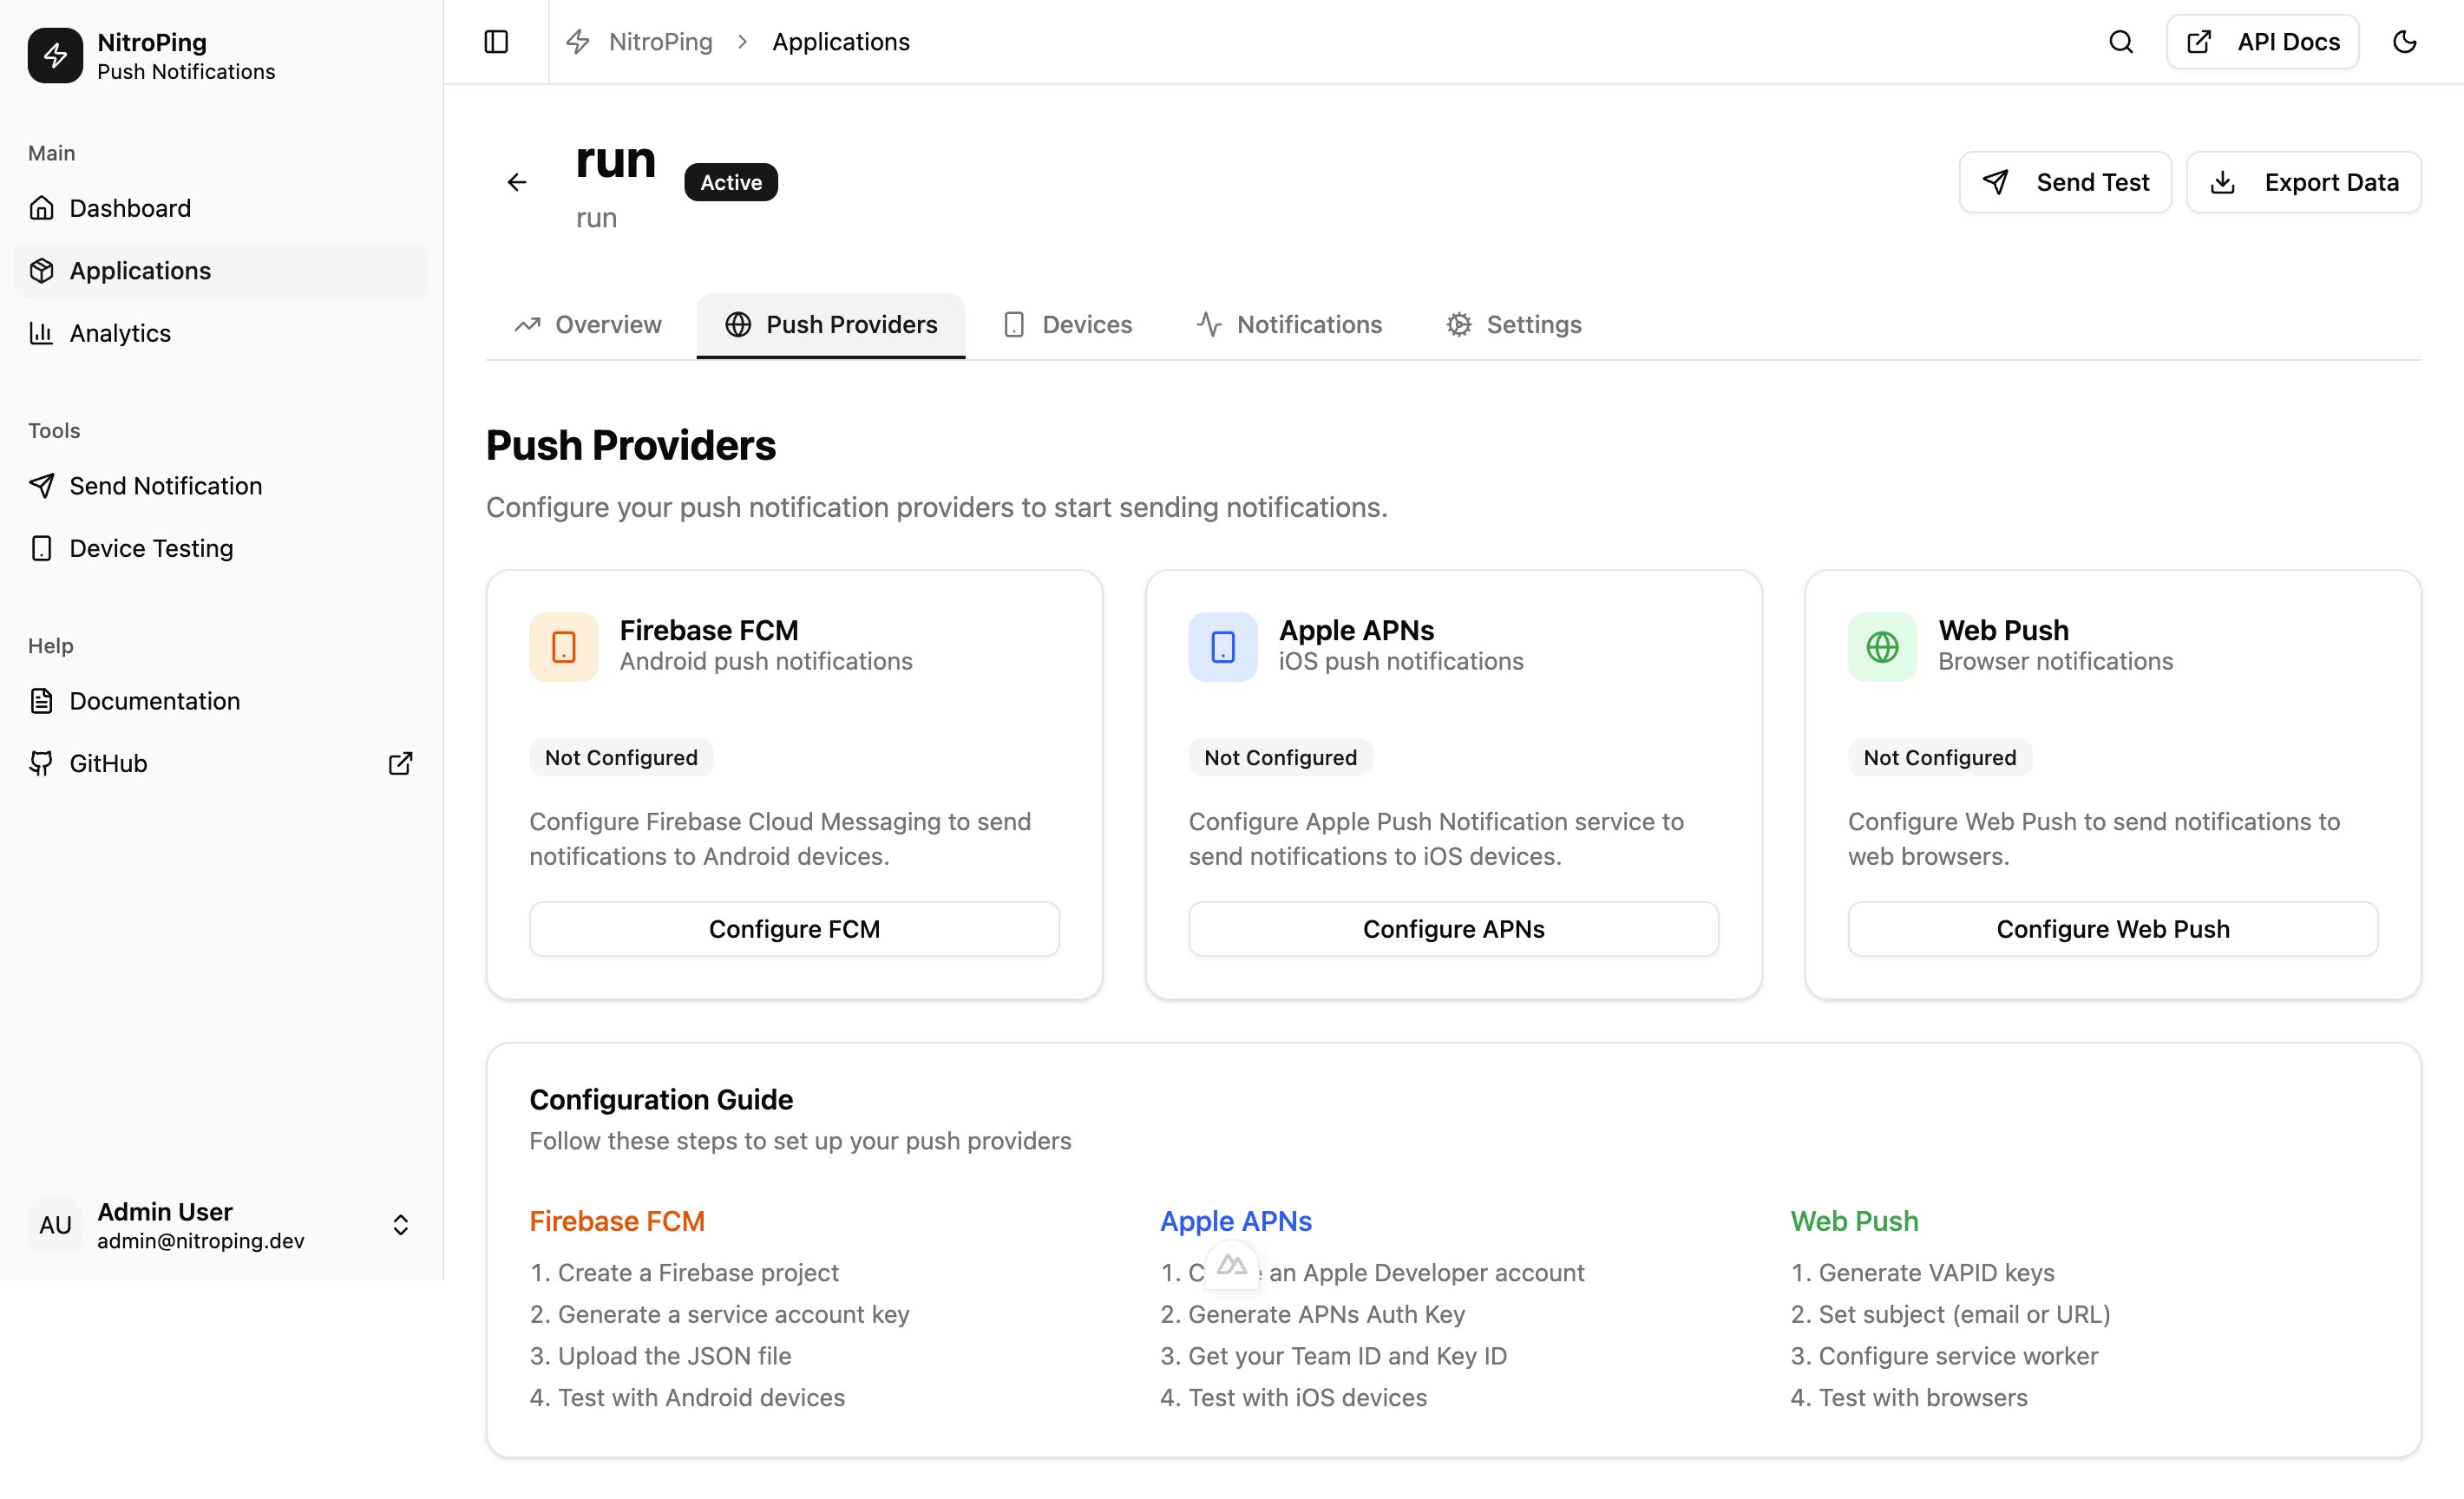 NitroPing
Push Notifications
Main
Dashboard
Applications
Analytics
Tools
Send Notification
Device Testing
Help
Documentation
GitHub
AU
Admin User
admin@nitroping.dev
NitroPing
Applications
API Docs
run
Active
run
Send Test
Export Data
Overview
Push Providers
Devices
Notifications
Settings
Push Providers
Configure your push notification providers to start sending notifications.
Firebase FCM
Android push notifications
Not Configured
Configure Firebase Cloud Messaging to send
notifications to Android devices.
Configure FCM
Apple APNs
iOS push notifications
Not Configured
Configure Apple Push Notification service to
send notifications to iOS devices.
Configure APNs
Web Push
Browser notifications
Not Configured
Configure Web Push to send notifications to
web browsers.
Configure Web Push
Configuration Guide
Follow these steps to set up your push providers
Firebase FCM
1. Create a Firebase project
2. Generate a service account key
3. Upload the JSON file
4. Test with Android devices
Apple APNs
1. an Apple Developer account
2. Generate APNs Auth Key
3. Get your Team ID and Key ID
4. Test with iOS devices
Web Push
1. Generate VAPID keys
2. Set subject (email or URL)
3. Configure service worker
4. Test with browsers